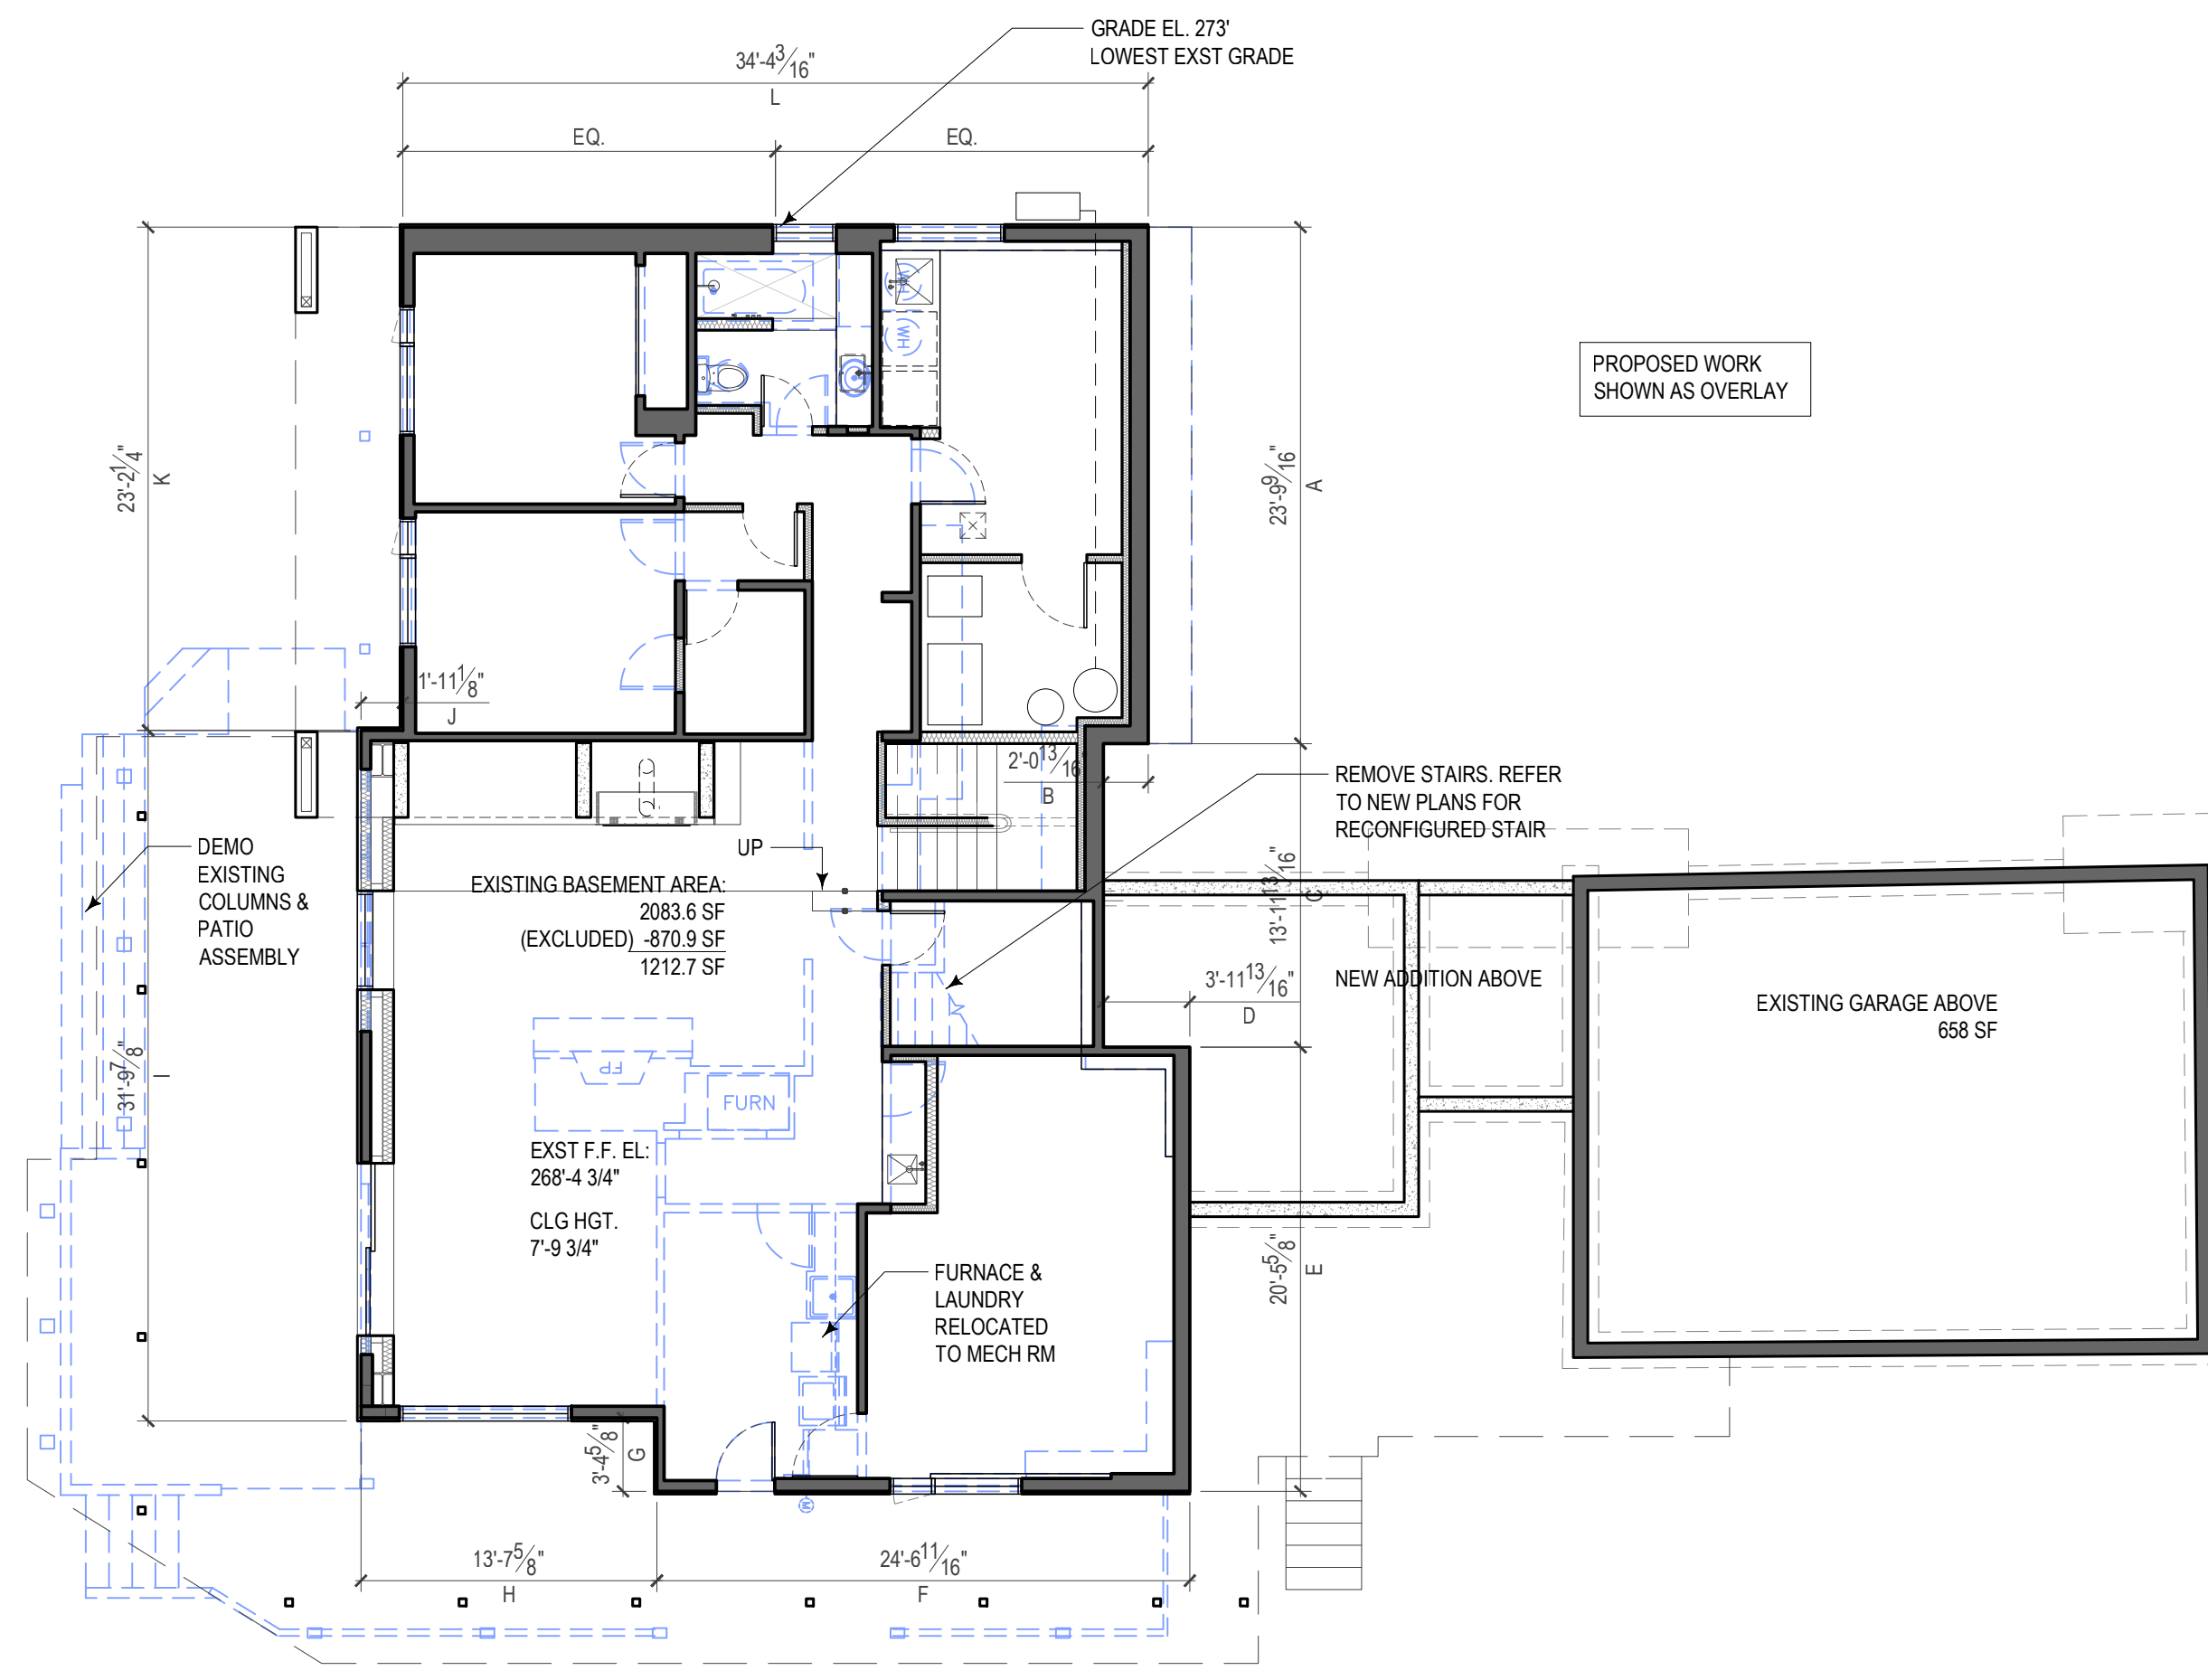 GRADE EL. 273'
LOWEST EXST GRADE
34'-4 3/16"
L
EQ.
EQ.
PROPOSED WORK
SHOWN AS OVERLAY
WH
WH
23'-2 1/4"
K
23'-9 9/16"
A
1'-11 1/8"
J
2'-0 13/16"
B
REMOVE STAIRS. REFER
TO NEW PLANS FOR
RECONFIGURED STAIR
DEMO
EXISTING
COLUMNS &
PATIO
ASSEMBLY
UP
EXISTING BASEMENT AREA:
2083.6 SF
(EXCLUDED) -870.9 SF
1212.7 SF
13'-11 13/16"
C
3'-11 13/16"
D
NEW ADDITION ABOVE
EXISTING GARAGE ABOVE
658 SF
31'-9 7/8"
I
FP
FURN
EXST F.F. EL:
268'-4 3/4"
CLG HGT.
7'-9 3/4"
FURNACE &
LAUNDRY
RELOCATED
TO MECH RM
20'-5 5/8"
E
3'-4 5/8"
G
M
13'-7 5/8"
H
24'-6 11/16"
F